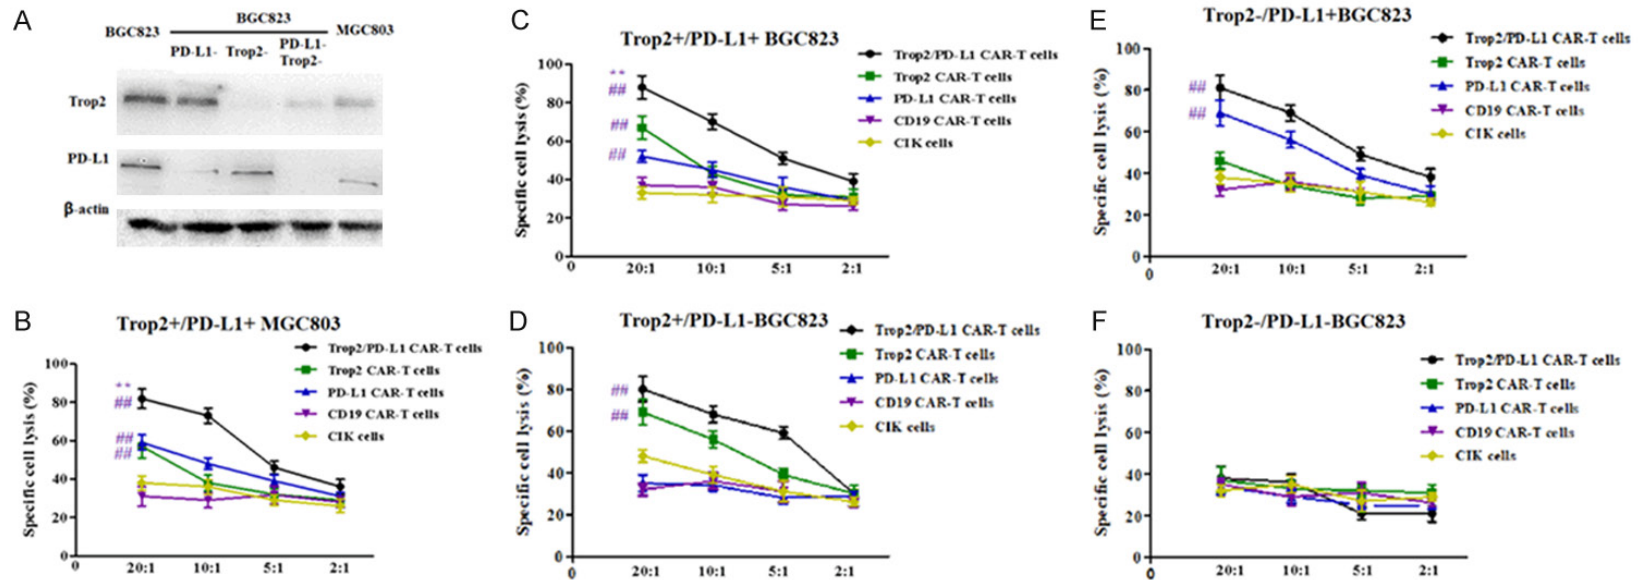 A
BGC823
BGC823
MGC803
PD-L1-
Trop2-
PD-L1-
Trop2-
Trop2
PD-L1
β-actin
B
Trop2+/PD-L1+ MGC803
Trop2/PD-L1 CAR-T cells
Trop2 CAR-T cells
PD-L1 CAR-T cells
CD19 CAR-T cells
CIK cells
Specific cell lysis (%)
100
80
60
40
20
0
**
##
##
##
0
20:1
10:1
5:1
2:1
C
Trop2+/PD-L1+ BGC823
Trop2/PD-L1 CAR-T cells
Trop2 CAR-T cells
PD-L1 CAR-T cells
CD19 CAR-T cells
CIK cells
Specific cell lysis (%)
100
80
60
40
20
0
**
##
##
##
0
20:1
10:1
5:1
2:1
D
Trop2+/PD-L1-BGC823
Trop2/PD-L1 CAR-T cells
Trop2 CAR-T cells
PD-L1 CAR-T cells
CD19 CAR-T cells
CIK cells
Specific cell lysis (%)
100
80
60
40
20
0
##
##
0
20:1
10:1
5:1
2:1
E
Trop2-/PD-L1+BGC823
Trop2/PD-L1 CAR-T cells
Trop2 CAR-T cells
PD-L1 CAR-T cells
CD19 CAR-T cells
CIK cells
Specific cell lysis (%)
100
80
60
40
20
0
##
##
0
20:1
10:1
5:1
2:1
F
Trop2-/PD-L1-BGC823
Trop2/PD-L1 CAR-T cells
Trop2 CAR-T cells
PD-L1 CAR-T cells
CD19 CAR-T cells
CIK cells
Specific cell lysis (%)
100
80
60
40
20
0
0
20:1
10:1
5:1
2:1